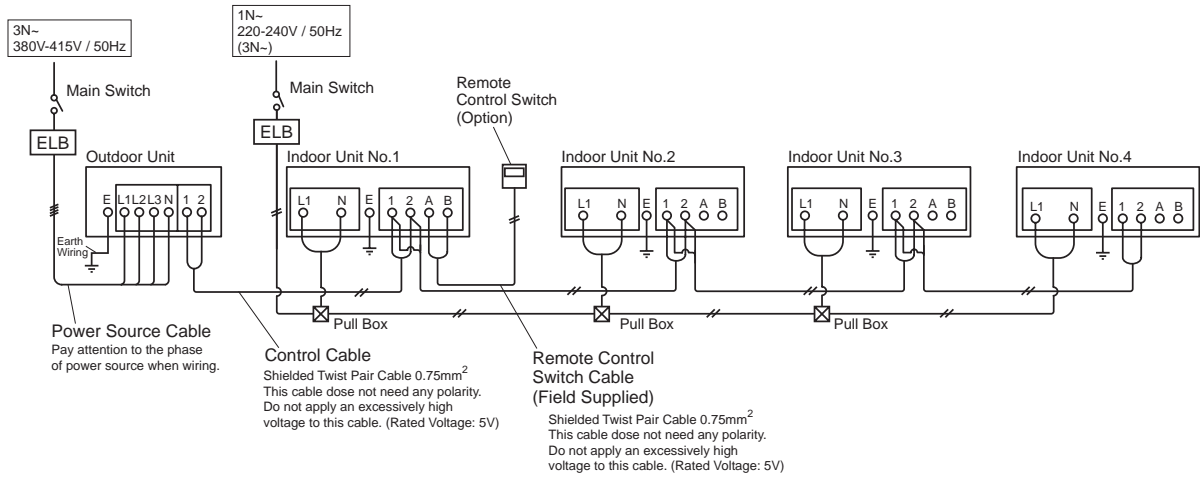 3N~
380V-415V / 50Hz
1N~
220-240V / 50Hz
(3N~)
Main Switch
Main Switch
Remote
Control Switch
(Option)
ELB
ELB
Outdoor Unit
Indoor Unit No.1
Indoor Unit No.2
Indoor Unit No.3
Indoor Unit No.4
E L1 L2 L3 N 1 2
L1 N E 1 2 A B
L1 N E 1 2 A B
L1 N E 1 2 A B
L1 N E 1 2 A B
Earth
Wiring
Pull Box
Pull Box
Pull Box
Power Source Cable
Pay attention to the phase
of power source when wiring.
Control Cable
Shielded Twist Pair Cable 0.75mm²
This cable dose not need any polarity.
Do not apply an excessively high
voltage to this cable. (Rated Voltage: 5V)
Remote Control
Switch Cable
(Field Supplied)
Shielded Twist Pair Cable 0.75mm²
This cable dose not need any polarity.
Do not apply an excessively high
voltage to this cable. (Rated Voltage: 5V)